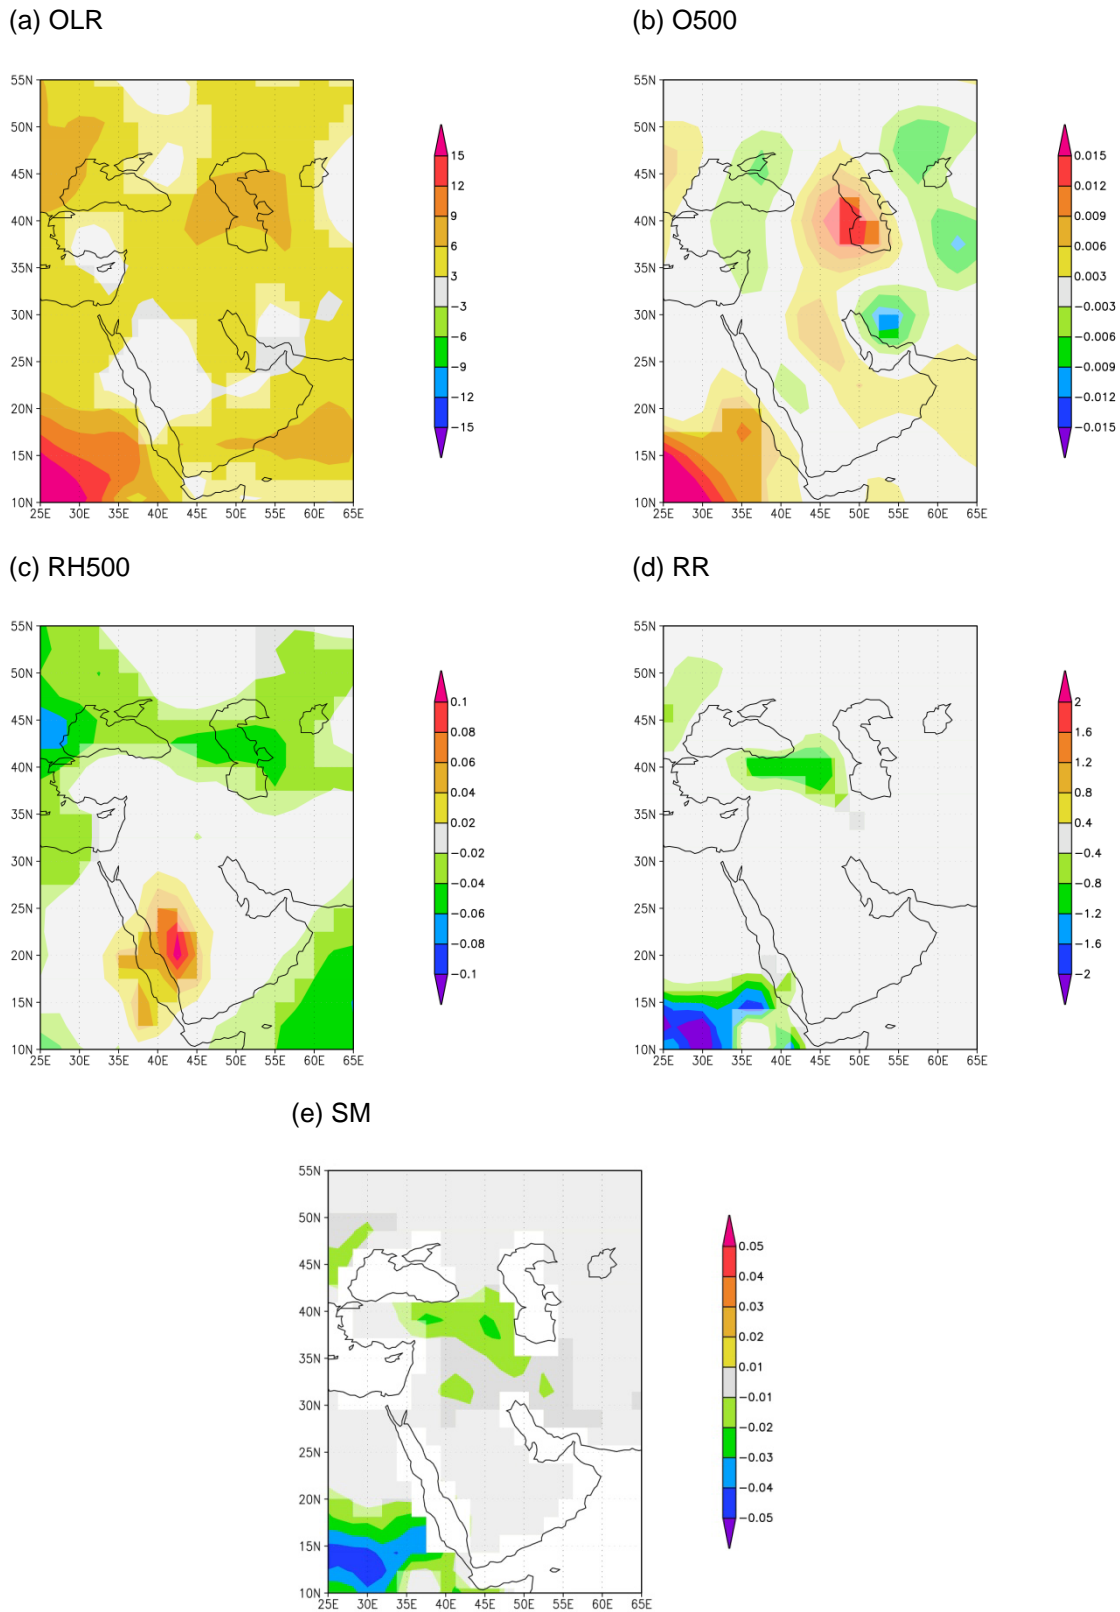 (a) OLR
(b) O500
55N
50N
45N
40N
35N
30N
25N
20N
15N
10N
25E 30E 35E 40E 45E 50E 55E 60E 65E
15
12
9
6
3
−3
−6
−9
−12
−15
55N
50N
45N
40N
35N
30N
25N
20N
15N
10N
25E 30E 35E 40E 45E 50E 55E 60E 65E
0.015
0.012
0.009
0.006
0.003
−0.003
−0.006
−0.009
−0.012
−0.015
(c) RH500
(d) RR
55N
50N
45N
40N
35N
30N
25N
20N
15N
10N
25E 30E 35E 40E 45E 50E 55E 60E 65E
0.1
0.08
0.06
0.04
0.02
−0.02
−0.04
−0.06
−0.08
−0.1
55N
50N
45N
40N
35N
30N
25N
20N
15N
10N
25E 30E 35E 40E 45E 50E 55E 60E 65E
2
1.6
1.2
0.8
0.4
−0.4
−0.8
−1.2
−1.6
−2
(e) SM
55N
50N
45N
40N
35N
30N
25N
20N
15N
10N
25E 30E 35E 40E 45E 50E 55E 60E 65E
0.05
0.04
0.03
0.02
0.01
−0.01
−0.02
−0.03
−0.04
−0.05